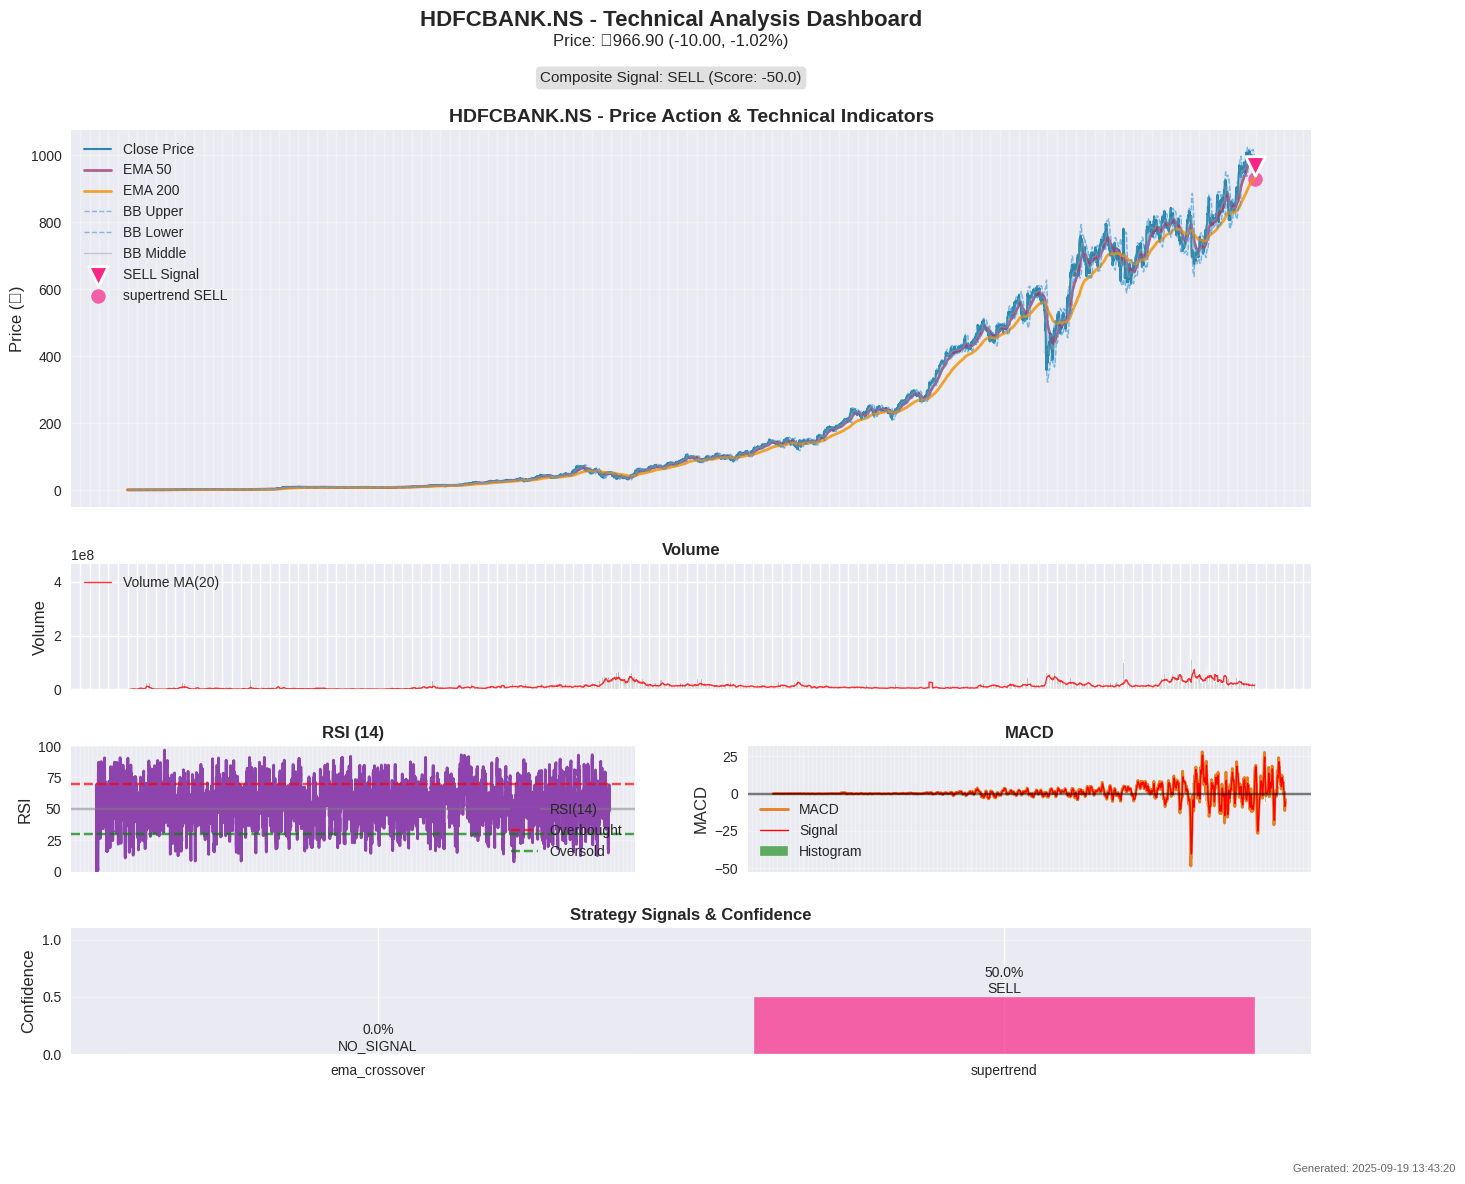 HDFCBANK.NS - Technical Analysis Dashboard
Price: 966.90 (-10.00, -1.02%)
Composite Signal: SELL (Score: -50.0)
HDFCBANK.NS - Price Action & Technical Indicators
Price ()
1000
800
600
400
200
0
Close Price
EMA 50
EMA 200
BB Upper
BB Lower
BB Middle
SELL Signal
supertrend SELL
Volume
1e8
Volume
4
2
0
Volume MA(20)
RSI (14)
RSI
100
75
50
25
0
RSI(14)
Overbought
Oversold
MACD
MACD
25
0
−25
−50
MACD
Signal
Histogram
Strategy Signals & Confidence
Confidence
1.0
0.5
0.0
0.0%
NO_SIGNAL
50.0%
SELL
ema_crossover
supertrend
Generated: 2025-09-19 13:43:20